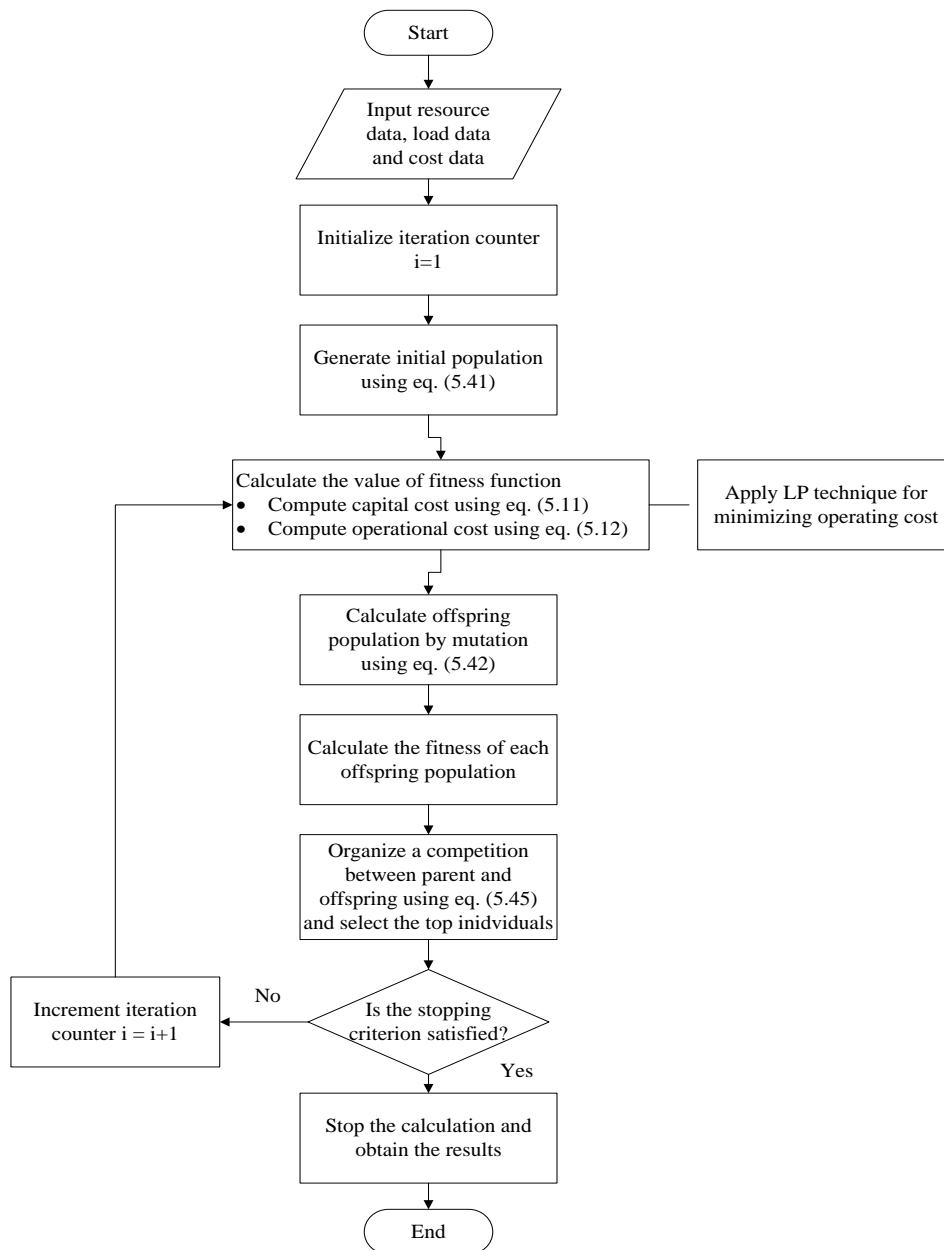 Start
Input resource
data, load data
and cost data
Initialize iteration counter
i=1
Generate initial population
using eq. (5.41)
Calculate the value of fitness function
● Compute capital cost using eq. (5.11)
● Compute operational cost using eq. (5.12)
Apply LP technique for
minimizing operating cost
Calculate offspring
population by mutation
using eq. (5.42)
Calculate the fitness of each
offspring population
Organize a competition
between parent and
offspring using eq. (5.45)
and select the top inidviduals
Is the stopping
criterion satisfied?
No
Increment iteration
counter i = i+1
Yes
Stop the calculation and
obtain the results
End